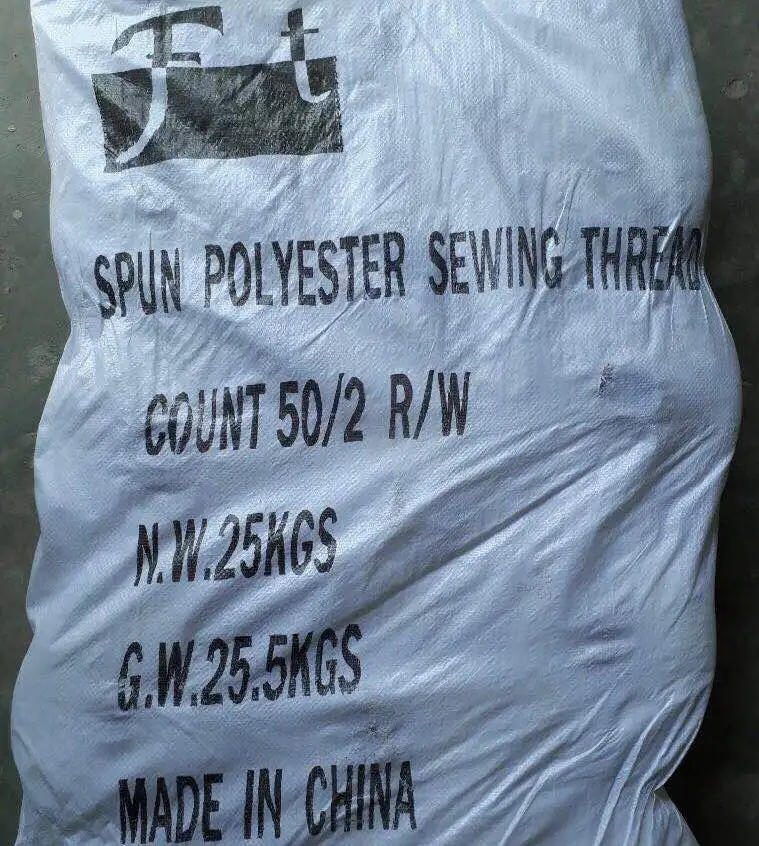 Ft
SPUN POLYESTER SEWING THREAD
COUNT 50/2 R/W
N.W.25KGS
G.W.25.5KGS
MADE IN CHINA